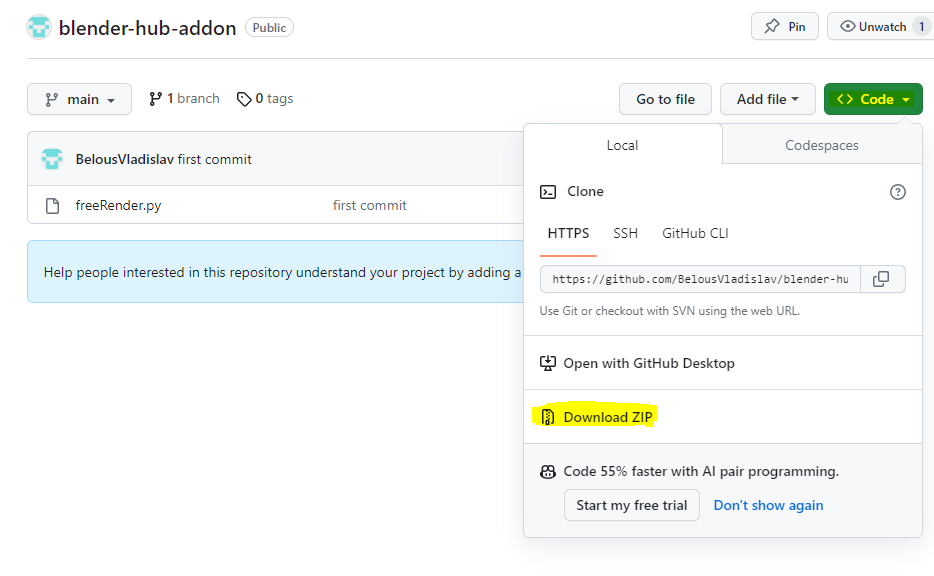 blender-hub-addon Public
Pin
Unwatch 1
main
1 branch
0 tags
Go to file
Add file
<> Code
BelousVladislav first commit
freeRender.py first commit
Help people interested in this repository understand your project by adding a
Local
Codespaces
Clone
HTTPS SSH GitHub CLI
https://github.com/BelousVladislav/blender-hu
Use Git or checkout with SVN using the web URL.
Open with GitHub Desktop
Download ZIP
Code 55% faster with AI pair programming.
Start my free trial Don't show again